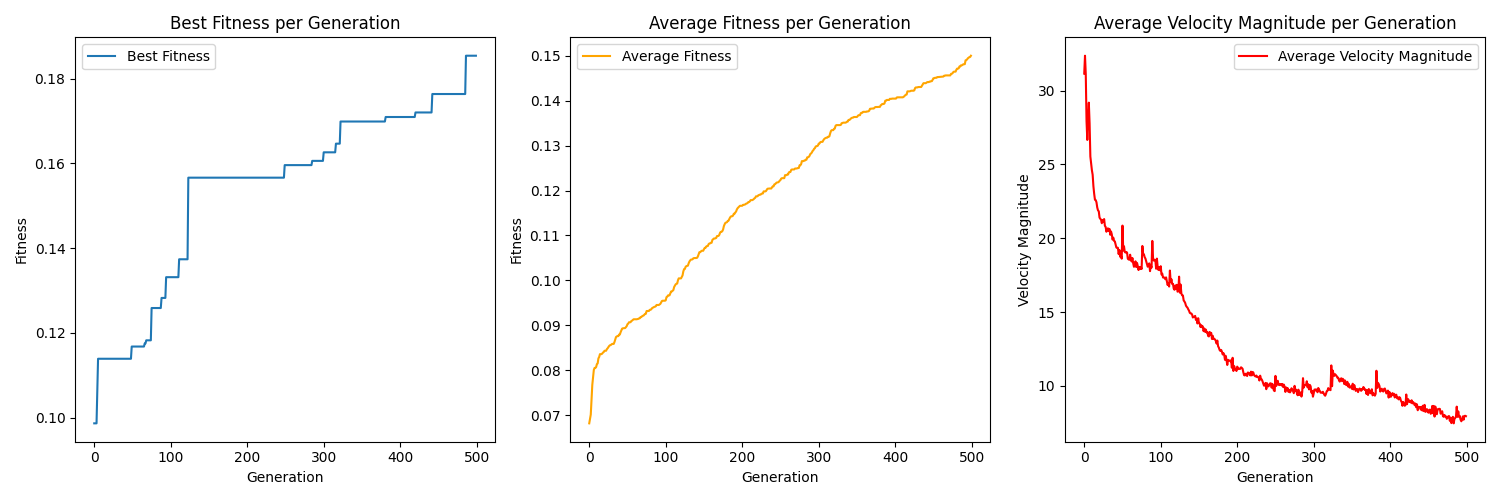 Best Fitness per Generation
Best Fitness
0.18
0.16
0.14
0.12
0.10
Fitness
0 100 200 300 400 500
Generation
Average Fitness per Generation
Average Fitness
0.15
0.14
0.13
0.12
0.11
0.10
0.09
0.08
0.07
Fitness
0 100 200 300 400 500
Generation
Average Velocity Magnitude per Generation
Average Velocity Magnitude
30
25
20
15
10
Velocity Magnitude
0 100 200 300 400 500
Generation